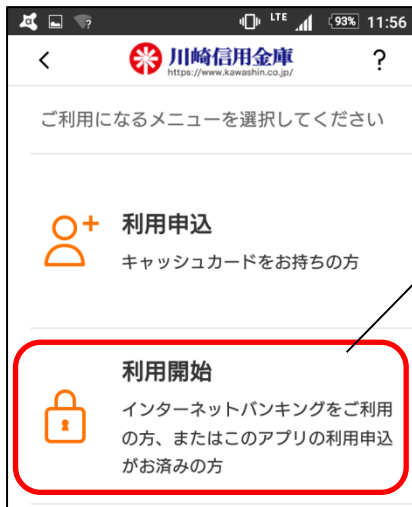 LTE 93% 11:56
川崎信用金庫
https://www.kawashin.co.jp/
?
ご利用になるメニューを選択してください
利用申込
キャッシュカードをお持ちの方
利用開始
インターネットバンキングをご利用
の方、またはこのアプリの利用申込
がお済みの方